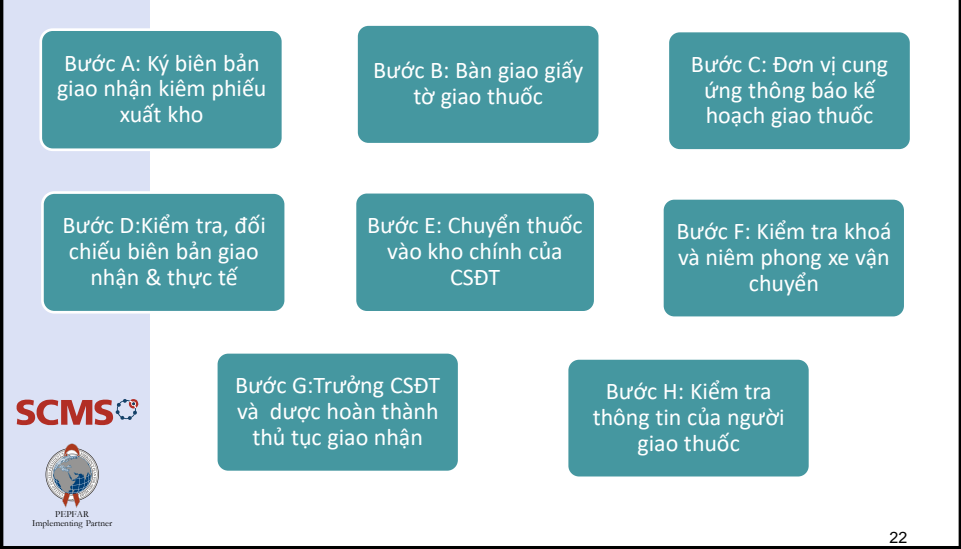 Bước A: Ký biên bản
giao nhận kiêm phiếu
xuất kho
Bước B: Bàn giao giấy
tờ giao thuốc
Bước C: Đơn vị cung
ứng thông báo kế
hoạch giao thuốc
Bước D:Kiểm tra, đối
chiếu biên bản giao
nhận & thực tế
Bước E: Chuyển thuốc
vào kho chính của
CSĐT
Bước F: Kiểm tra khoá
và niêm phong xe vận
chuyển
Bước G:Trưởng CSĐT
và dược hoàn thành
thủ tục giao nhận
Bước H: Kiểm tra
thông tin của người
giao thuốc
SCMS
PEPFAR
Implementing Partner
22